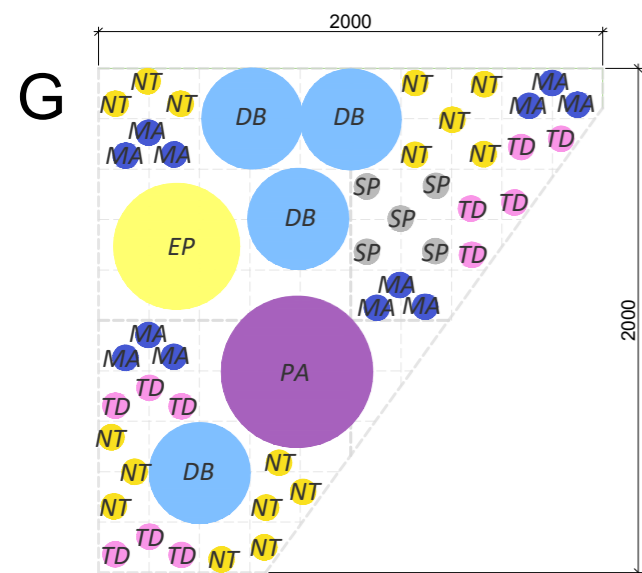 2000
G
NT NT NT DB DB NT NT MA MA MA
MA MA MA NT NT NT TD TD
SP SP SP SP SP TD TD TD
EP DB
MA MA MA
2000
MA MA MA
PA
TD TD TD
NT NT NT DB NT NT NT
TD TD TD NT NT